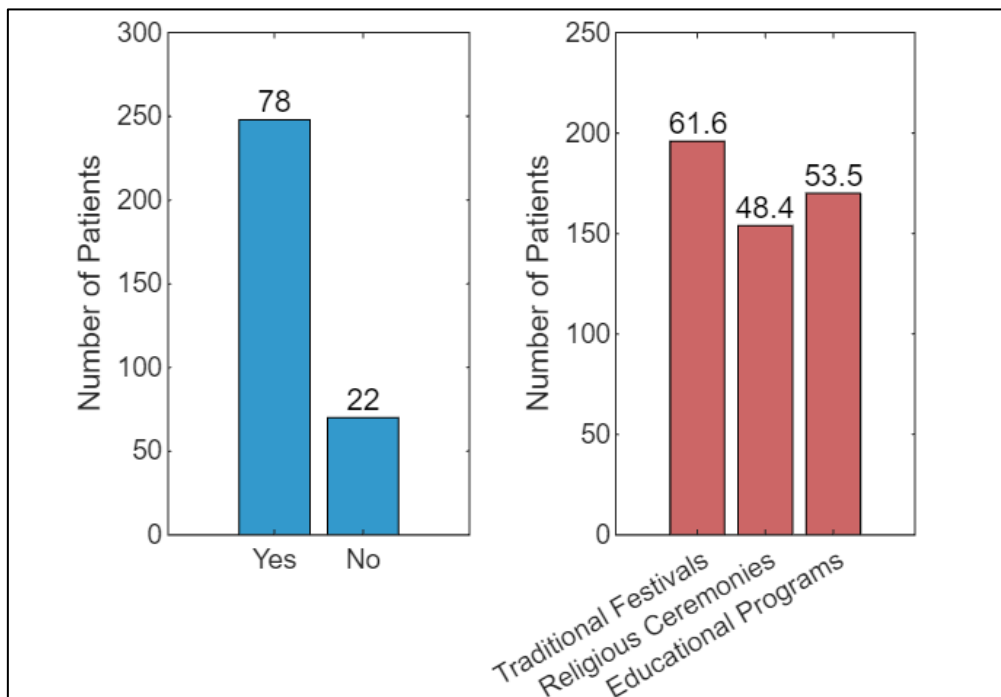 300
250
200
150
100
50
0
Number of Patients
78
22
Yes
No
250
200
150
100
50
0
Number of Patients
61.6
48.4
53.5
Traditional Festivals
Religious Ceremonies
Educational Programs